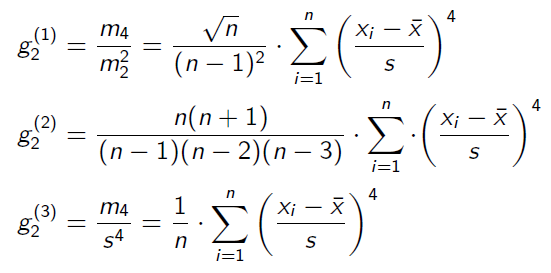 g_2^{(1)} = \frac{m_4}{m_2^2} = \frac{\sqrt{n}}{(n-1)^2} \cdot \sum_{i=1}^{n} \left( \frac{x_i - \bar{x}}{s} \right)^4
g_2^{(2)} = \frac{n(n+1)}{(n-1)(n-2)(n-3)} \cdot \sum_{i=1}^{n} \cdot \left( \frac{x_i - \bar{x}}{s} \right)^4
g_2^{(3)} = \frac{m_4}{s^4} = \frac{1}{n} \cdot \sum_{i=1}^{n} \left( \frac{x_i - \bar{x}}{s} \right)^4